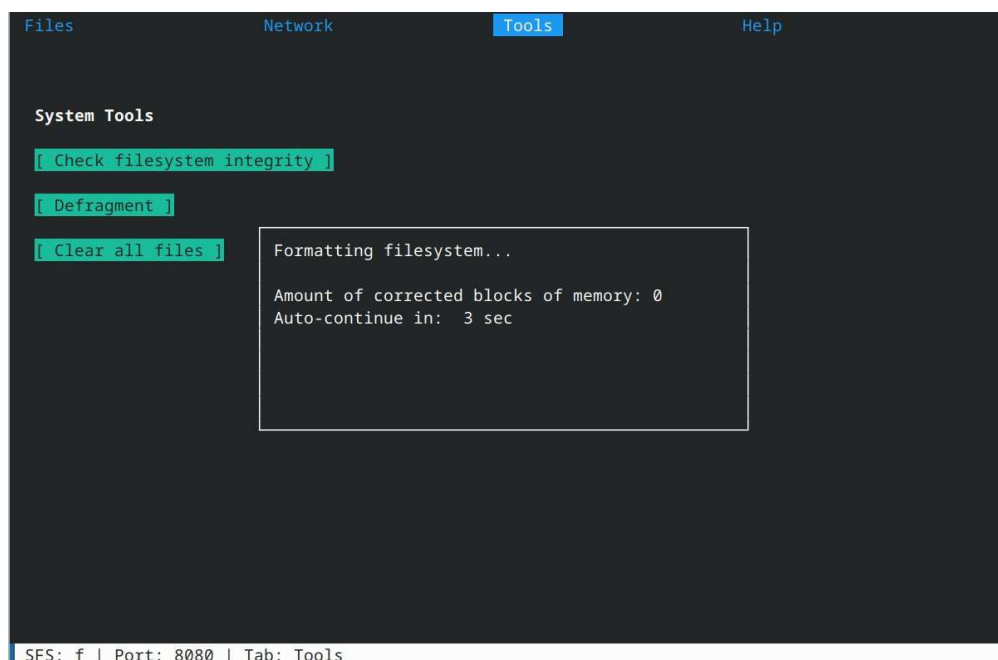 Files Network Tools Help
System Tools
[ Check filesystem integrity ]
[ Defragment ]
[ Clear all files ]
Formatting filesystem...
Amount of corrected blocks of memory: 0
Auto-continue in: 3 sec
SFS: f | Port: 8080 | Tab: Tools